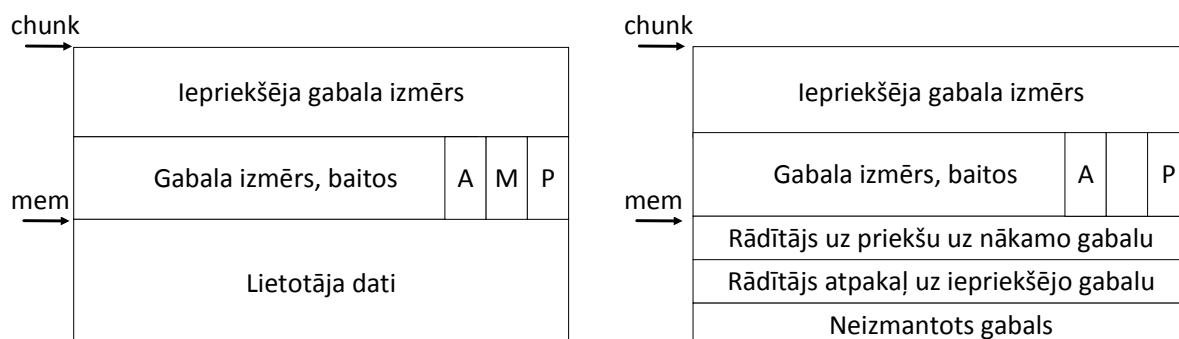 chunk
Iepriekšēja gabala izmērs
Gabala izmērs, baitos A M P
mem
Lietotāja dati
chunk
Iepriekšēja gabala izmērs
Gabala izmērs, baitos A P
mem
Rādītājs uz priekšu uz nākamo gabalu
Rādītājs atpakaļ uz iepriekšējo gabalu
Neizmantots gabals